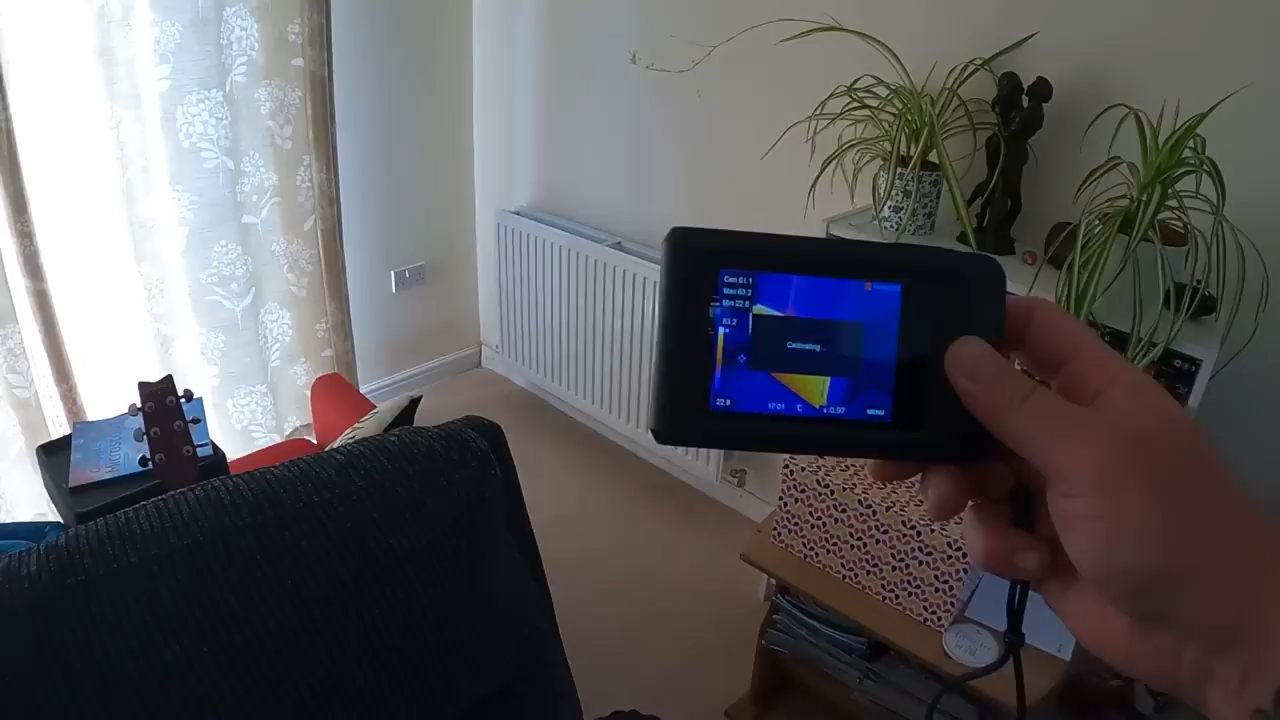 Cen 61.1
Max 63.2
Min 22.8
63.2
Calibrating...
22.8 17:01 °C ε:0.97 MENU
Microsco